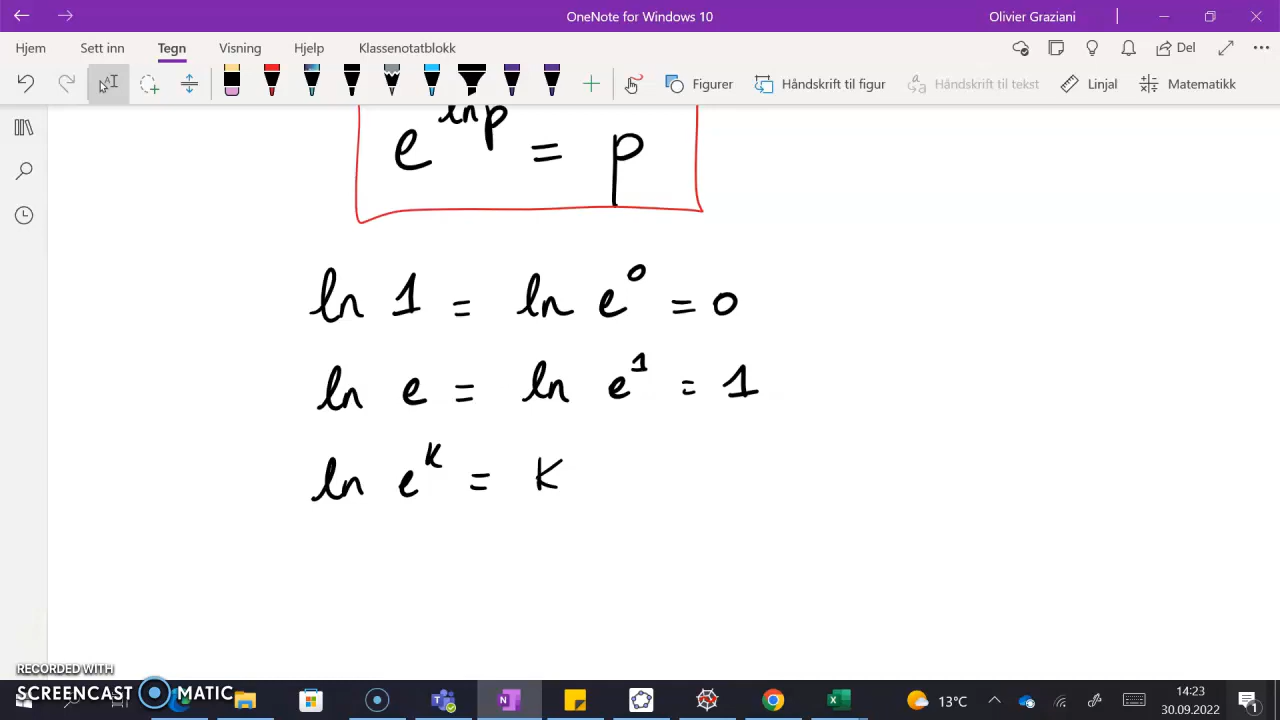 OneNote for Windows 10
Olivier Graziani
Hjem Sett inn Tegn Visning Hjelp Klassenotatblokk Del
Figurer Håndskrift til figur Håndskrift til tekst Linjal Matematikk
e^{ln p} = p
ln 1 = ln e^0 = 0
ln e = ln e^1 = 1
ln e^k = k
RECORDED WITH
SCREENCAST MATIC
13°C
14:23
30.09.2022
1